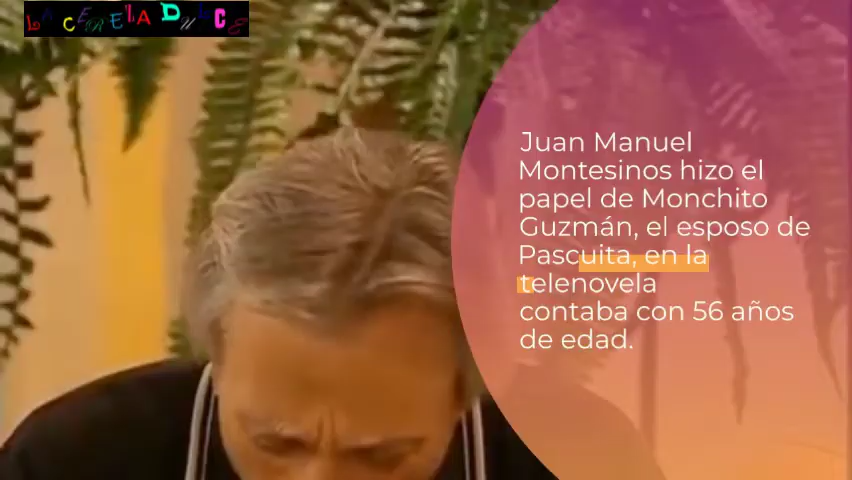 LA CEREZA DULCE
Juan Manuel
Montesinos hizo el
papel de Monchito
Guzmán, el esposo de
Pascuita, en la
telenovela
contaba con 56 años
de edad.